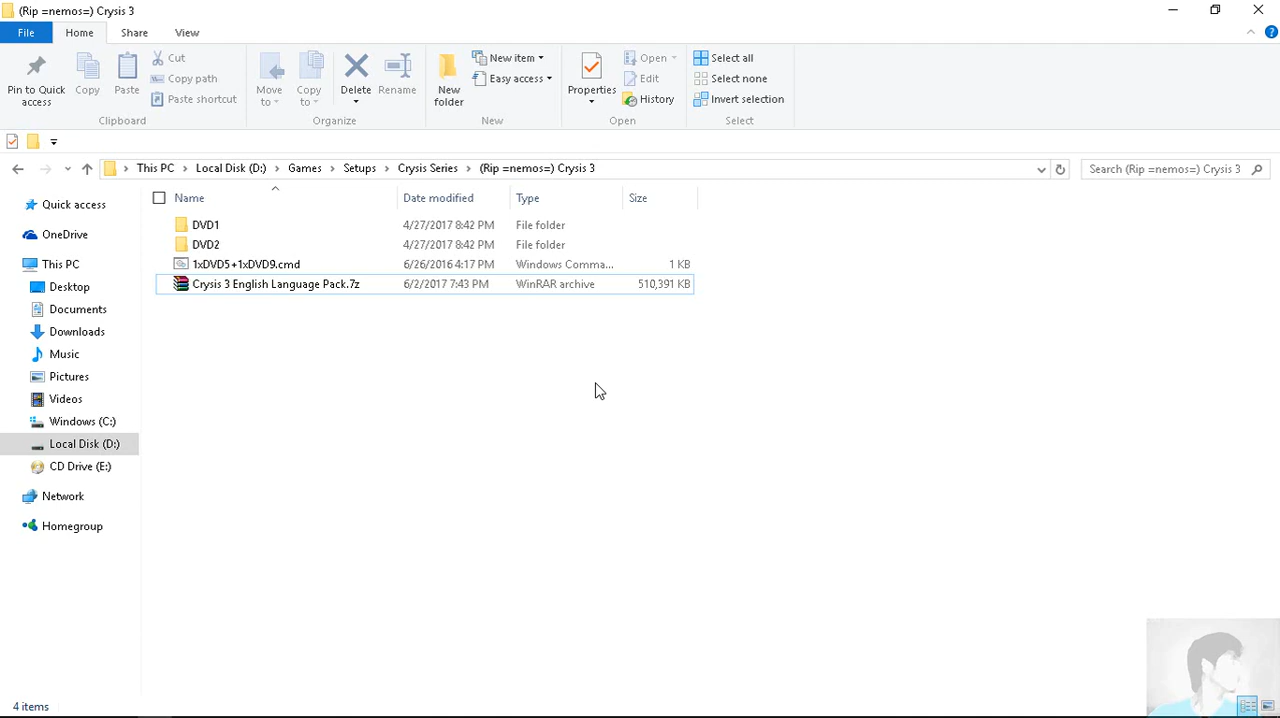 (Rip =nemos=) Crysis 3
File Home Share View
Pin to Quick access
Copy
Paste
Cut
Copy path
Paste shortcut
Clipboard
Move to
Copy to
Delete
Rename
Organize
New folder
New item
Easy access
New
Properties
Open
Edit
History
Open
Select all
Select none
Invert selection
Select
This PC Local Disk (D:) Games Setups Crysis Series (Rip =nemos=) Crysis 3
Search (Rip =nemos=) Crysis 3
Quick access
OneDrive
This PC
Desktop
Documents
Downloads
Music
Pictures
Videos
Windows (C:)
Local Disk (D:)
CD Drive (E:)
Network
Homegroup
Name Date modified Type Size
DVD1 4/27/2017 8:42 PM File folder
DVD2 4/27/2017 8:42 PM File folder
1xDVD5+1xDVD9.cmd 6/26/2016 4:17 PM Windows Comma... 1 KB
Crysis 3 English Language Pack.7z 6/2/2017 7:43 PM WinRAR archive 510,391 KB
4 items